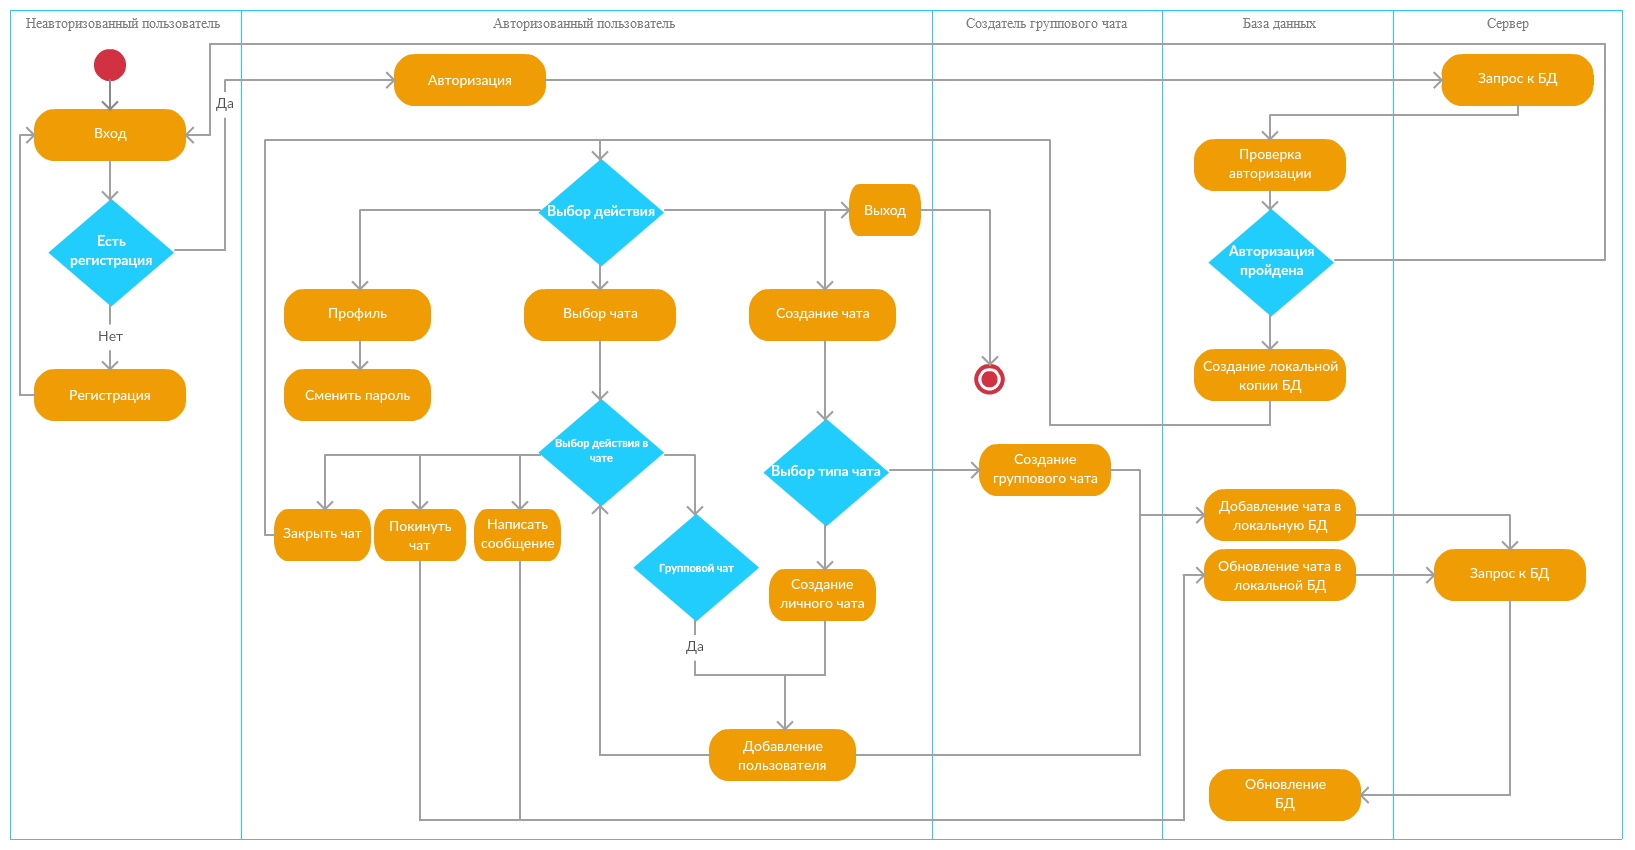 Неавторизованный пользователь
Авторизованный пользователь
Создатель группового чата
База данных
Сервер
Вход
Да
Есть
регистрация
Нет
Регистрация
Авторизация
Запрос к БД
Проверка
авторизации
Выбор действия
Выход
Авторизация
пройдена
Профиль
Выбор чата
Создание чата
Сменить пароль
Создание локальной
копии БД
Выбор действия в
чате
Выбор типа чата
Создание
группового чата
Закрыть чат
Покинуть
чат
Написать
сообщение
Групповой чат
Да
Создание
личного чата
Добавление чата в
локальную БД
Обновление чата в
локальной БД
Запрос к БД
Добавление
пользователя
Обновление
БД